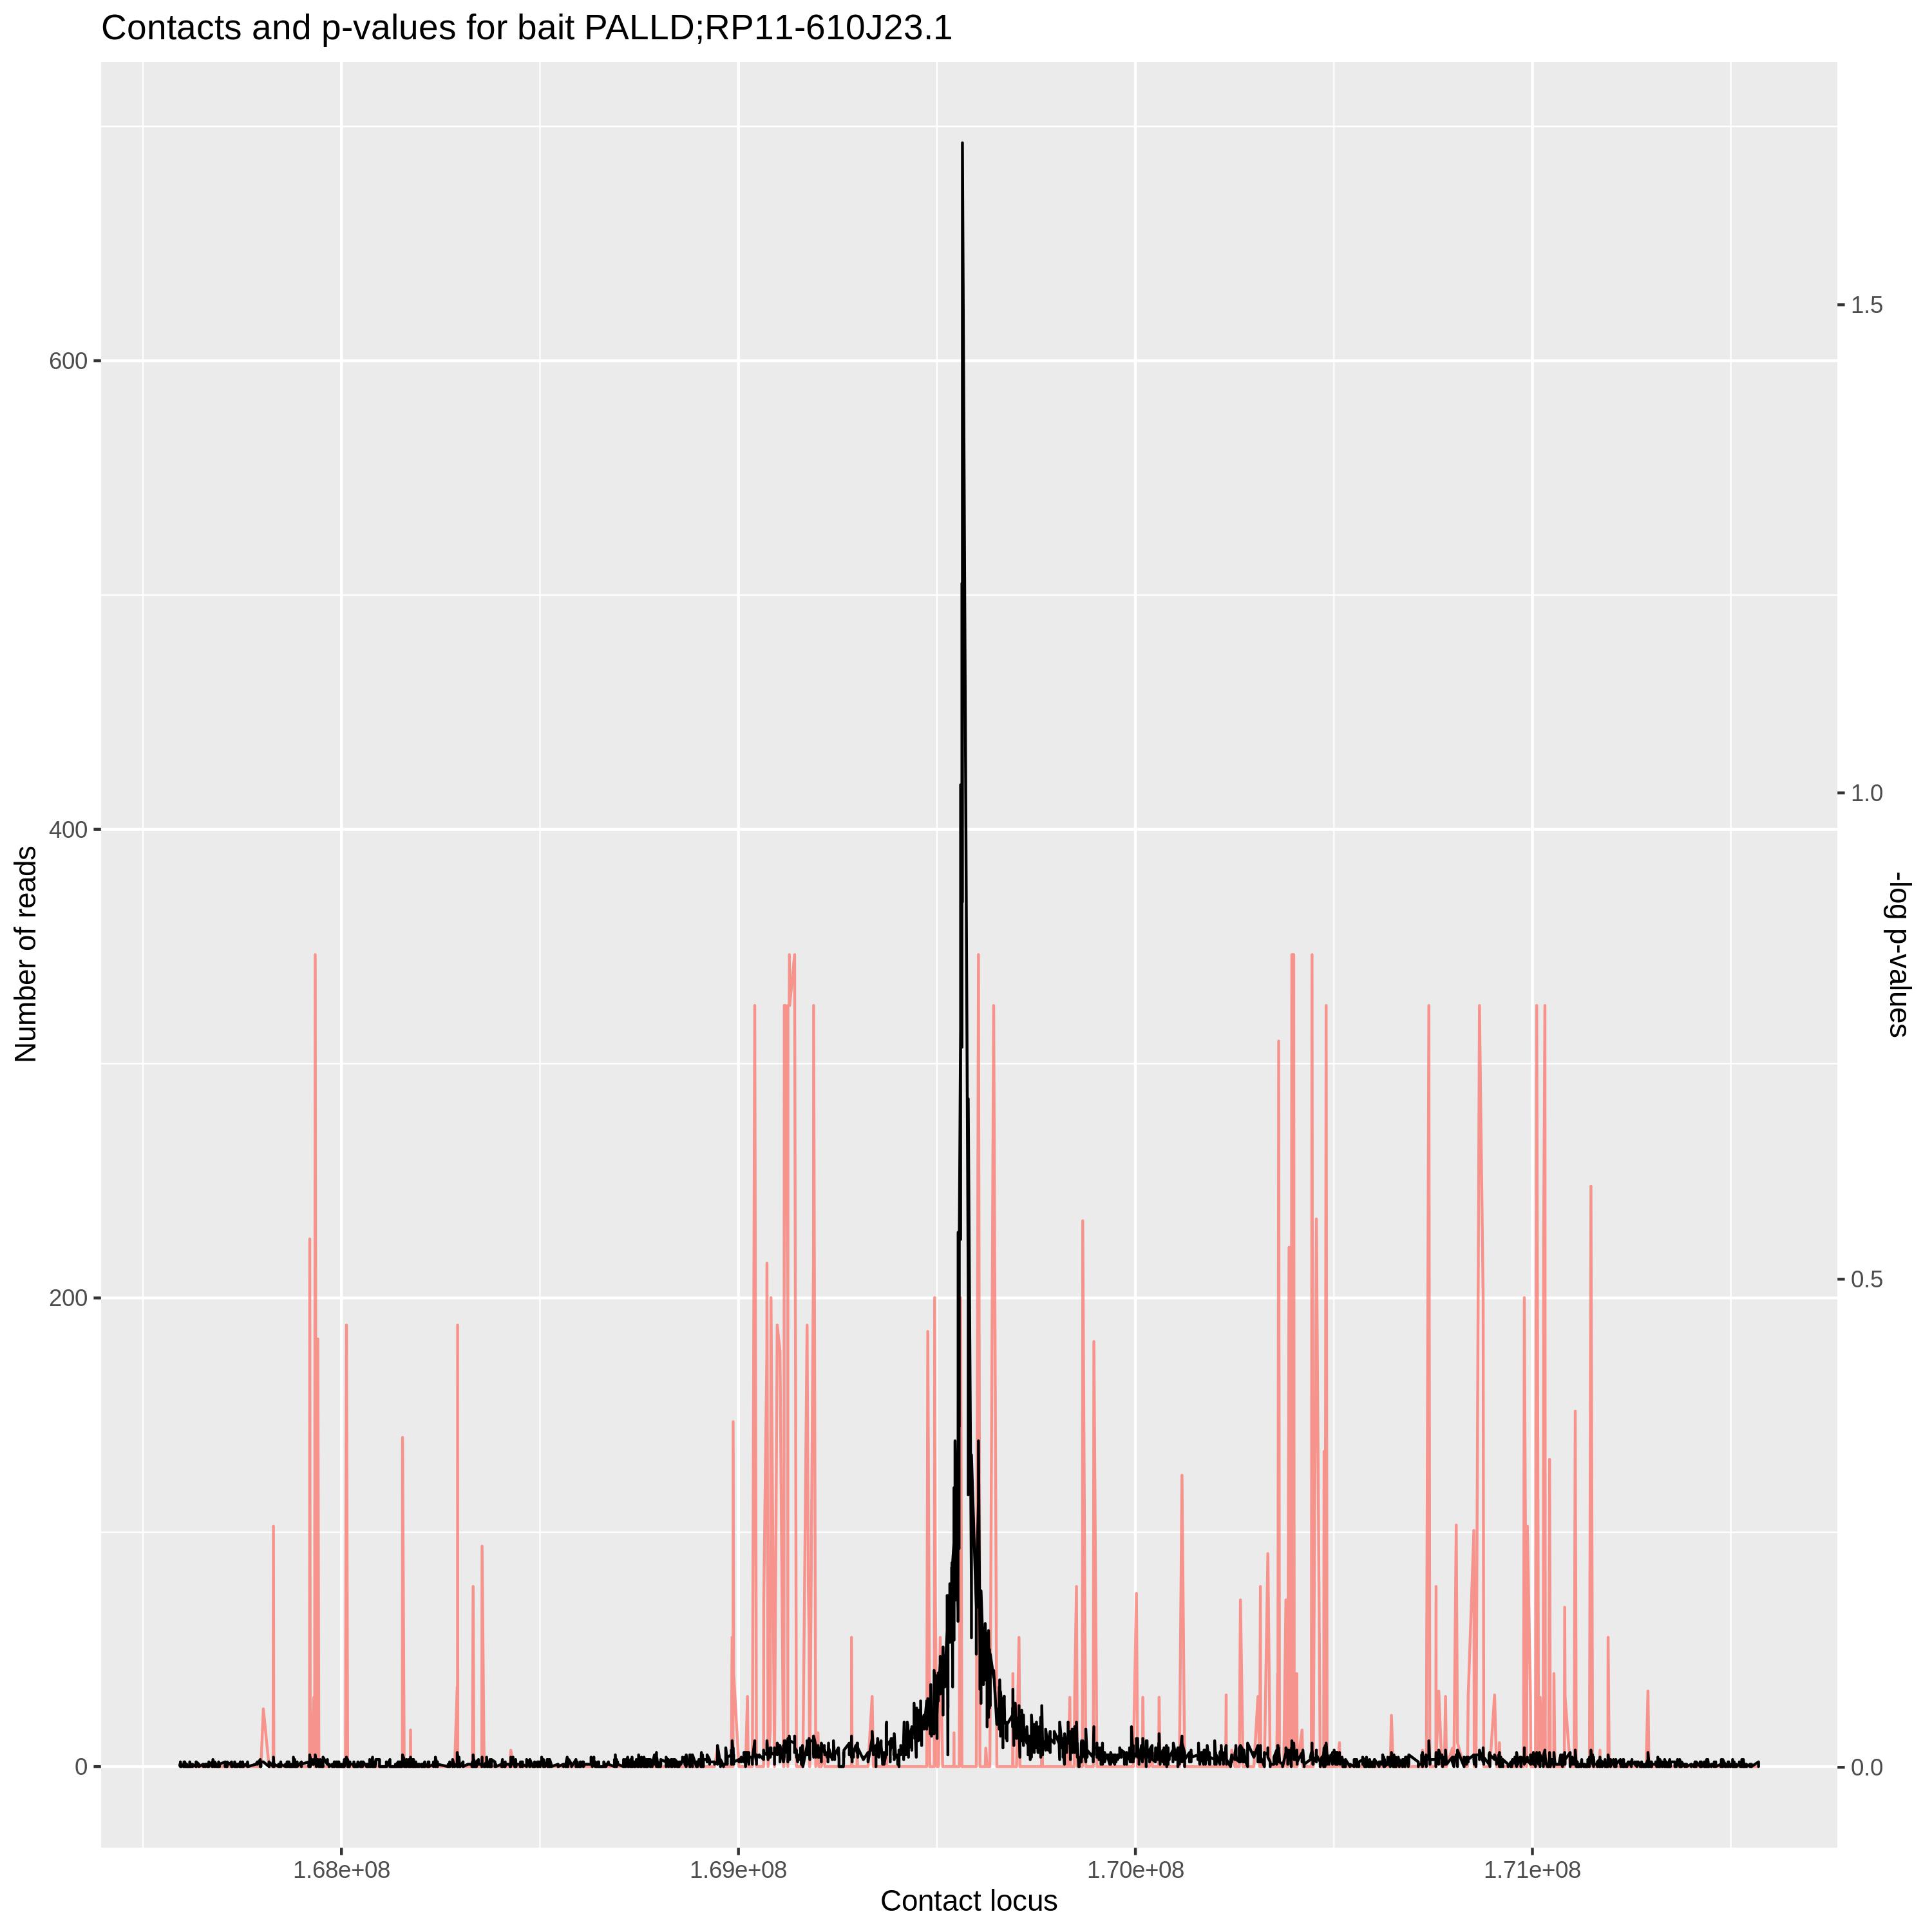 Contacts and p-values for bait PALLD;RP11-610J23.1
600
400
200
0
1.5
1.0
0.5
0.0
Number of reads
-log p-values
1.68e+08
1.69e+08
1.70e+08
1.71e+08
Contact locus